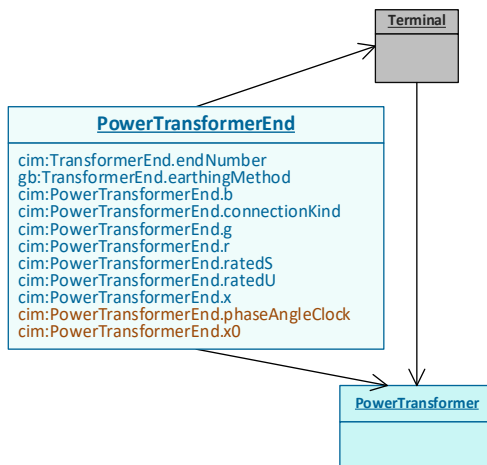 Terminal
PowerTransformerEnd
cim:TransformerEnd.endNumber
gb:TransformerEnd.earthingMethod
cim:PowerTransformerEnd.b
cim:PowerTransformerEnd.connectionKind
cim:PowerTransformerEnd.g
cim:PowerTransformerEnd.r
cim:PowerTransformerEnd.ratedS
cim:PowerTransformerEnd.ratedU
cim:PowerTransformerEnd.x
cim:PowerTransformerEnd.phaseAngleClock
cim:PowerTransformerEnd.x0
PowerTransformer